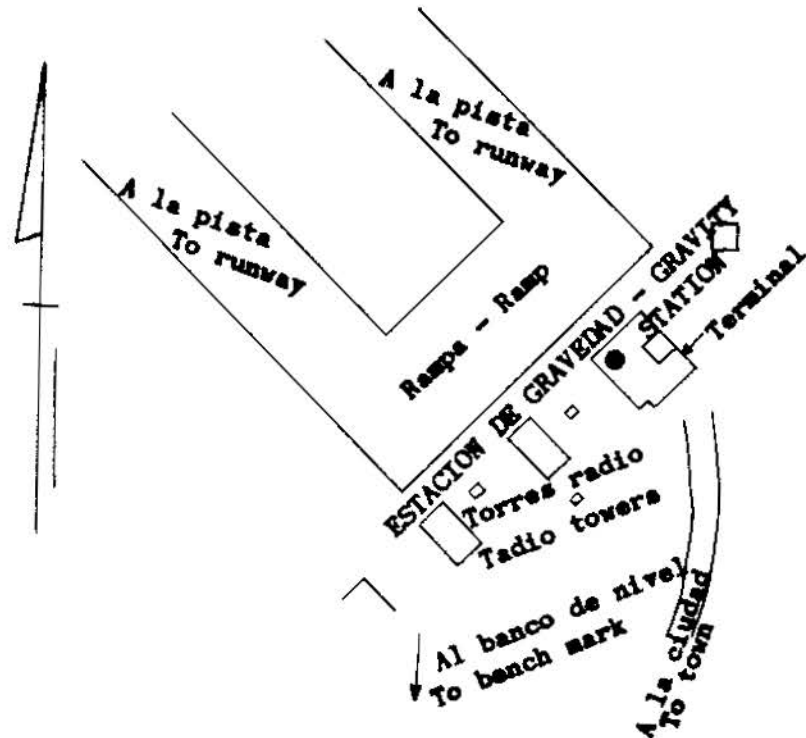 A la pista
To runway
A la pista
To runway
Rampa - Ramp
ESTACION DE GRAVEDAD - GRAVITY
STATION
Terminal
Torres radio
Tadio towers
Al banco de nivel
To bench mark
A la ciudad
To town